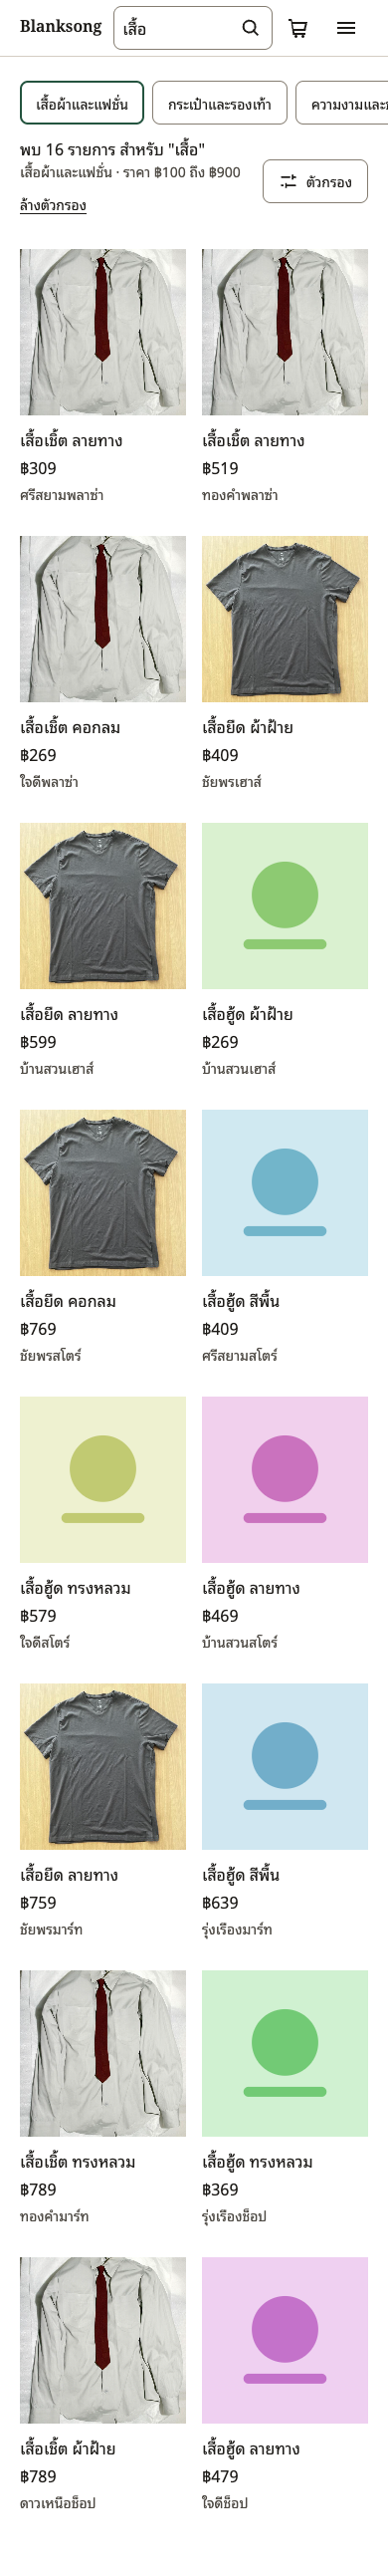 Blanksong
เสื้อ
เสื้อผ้าและแฟชั่น
กระเป๋าและรองเท้า
ความงามและ
พบ 16 รายการ สำหรับ "เสื้อ"
เสื้อผ้าและแฟชั่น · ราคา ฿100 ถึง ฿900
ล้างตัวกรอง
ตัวกรอง
เสื้อเชิ้ต ลายทาง
฿309
ศรีสยามพลาซ่า
เสื้อเชิ้ต ลายทาง
฿519
ทองคำพลาซ่า
เสื้อเชิ้ต คอกลม
฿269
ใจดีพลาซ่า
เสื้อยืด ผ้าฝ้าย
฿409
ชัยพรเฮาส์
เสื้อยืด ลายทาง
฿599
บ้านสวนเฮาส์
เสื้อฮู้ด ผ้าฝ้าย
฿269
บ้านสวนเฮาส์
เสื้อยืด คอกลม
฿769
ชัยพรสโตร์
เสื้อฮู้ด สีพื้น
฿409
ศรีสยามสโตร์
เสื้อฮู้ด ทรงหลวม
฿579
ใจดีสโตร์
เสื้อฮู้ด ลายทาง
฿469
บ้านสวนสโตร์
เสื้อยืด ลายทาง
฿759
ชัยพรมาร์ท
เสื้อฮู้ด สีพื้น
฿639
รุ่งเรืองมาร์ท
เสื้อเชิ้ต ทรงหลวม
฿789
ทองคำมาร์ท
เสื้อฮู้ด ทรงหลวม
฿369
รุ่งเรืองช็อป
เสื้อเชิ้ต ผ้าฝ้าย
฿789
ดาวเหนือช็อป
เสื้อฮู้ด ลายทาง
฿479
ใจดีช็อป